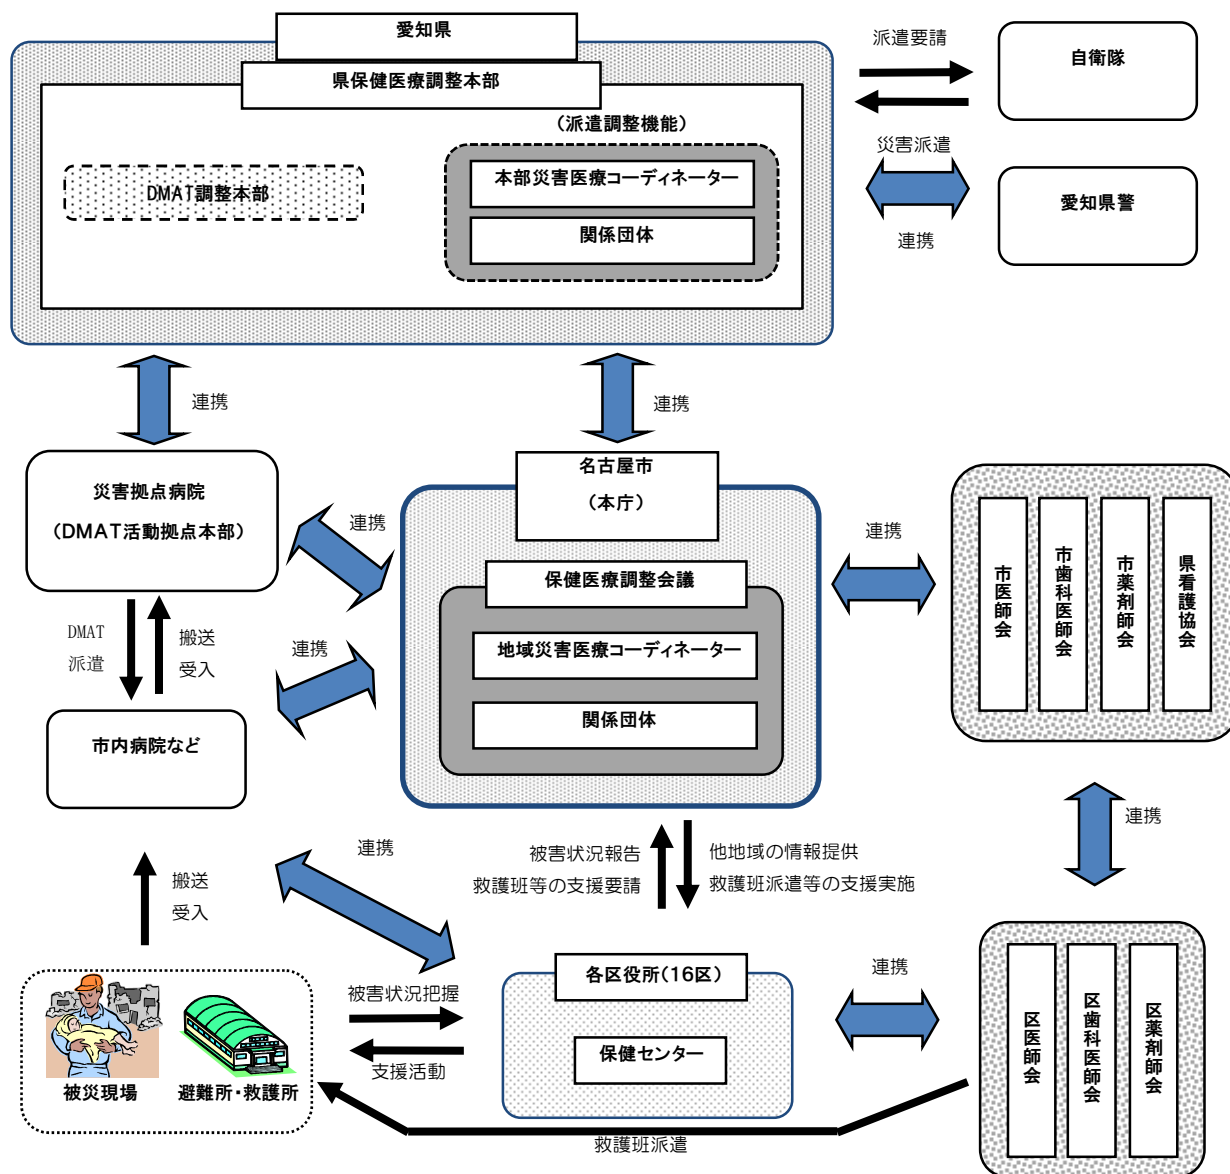 愛知県
県保健医療調整本部
(派遣調整機能)
DMAT調整本部
本部災害医療コーディネーター
関係団体
派遣要請
自衛隊
災害派遣
愛知県警
連携
連携
連携
災害拠点病院
(DMAT活動拠点本部)
連携
名古屋市
(本庁)
保健医療調整会議
地域災害医療コーディネーター
関係団体
連携
市医師会
市歯科医師会
市薬剤師会
県看護協会
DMAT
派遣
搬送
受入
連携
市内病院など
連携
搬送
受入
連携
被害状況報告
救護班等の支援要請
他地域の情報提供
救護班派遣等の支援実施
各区役所(16区)
保健センター
連携
区医師会
区歯科医師会
区薬剤師会
被害状況把握
支援活動
被災現場
避難所・救護所
救護班派遣